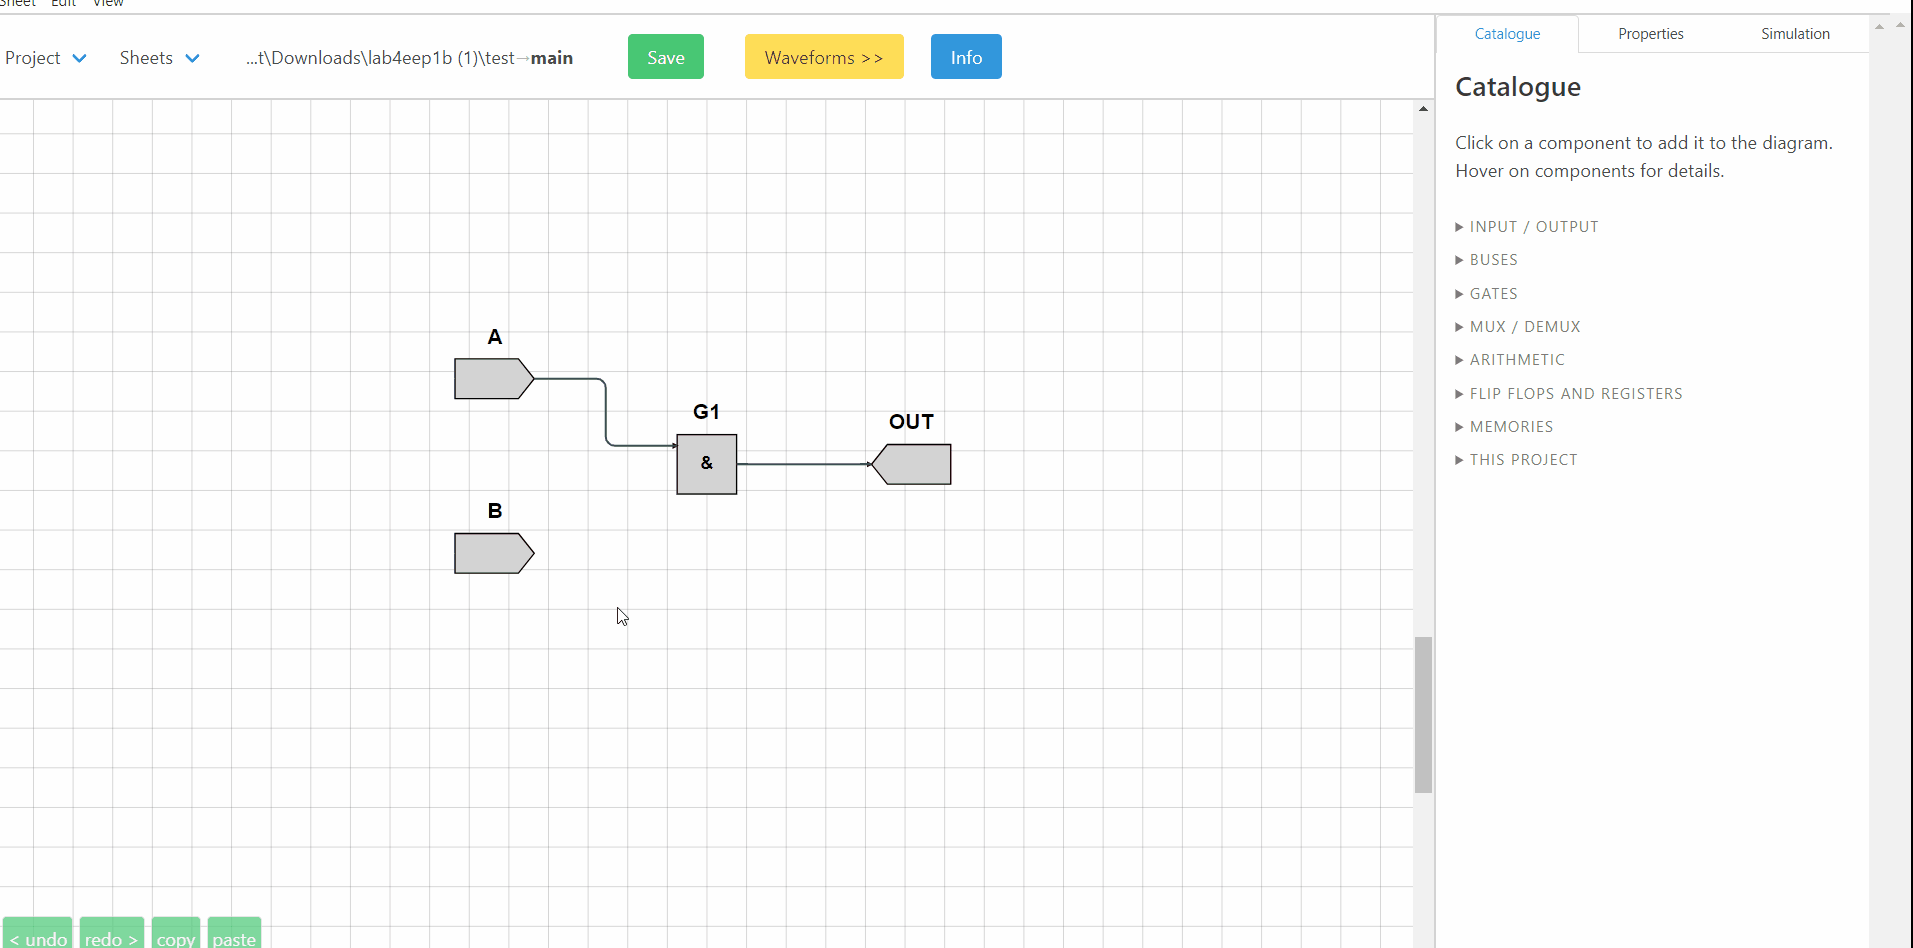 Sheet Edit View
Project Sheets ...t\Downloads\lab4eep1b (1)\test→main Save Waveforms >> Info
Catalogue Properties Simulation
Catalogue
Click on a component to add it to the diagram.
Hover on components for details.
▶ INPUT / OUTPUT
▶ BUSES
▶ GATES
▶ MUX / DEMUX
▶ ARITHMETIC
▶ FLIP FLOPS AND REGISTERS
▶ MEMORIES
▶ THIS PROJECT
A
G1
&
OUT
B
< undo redo > copy paste